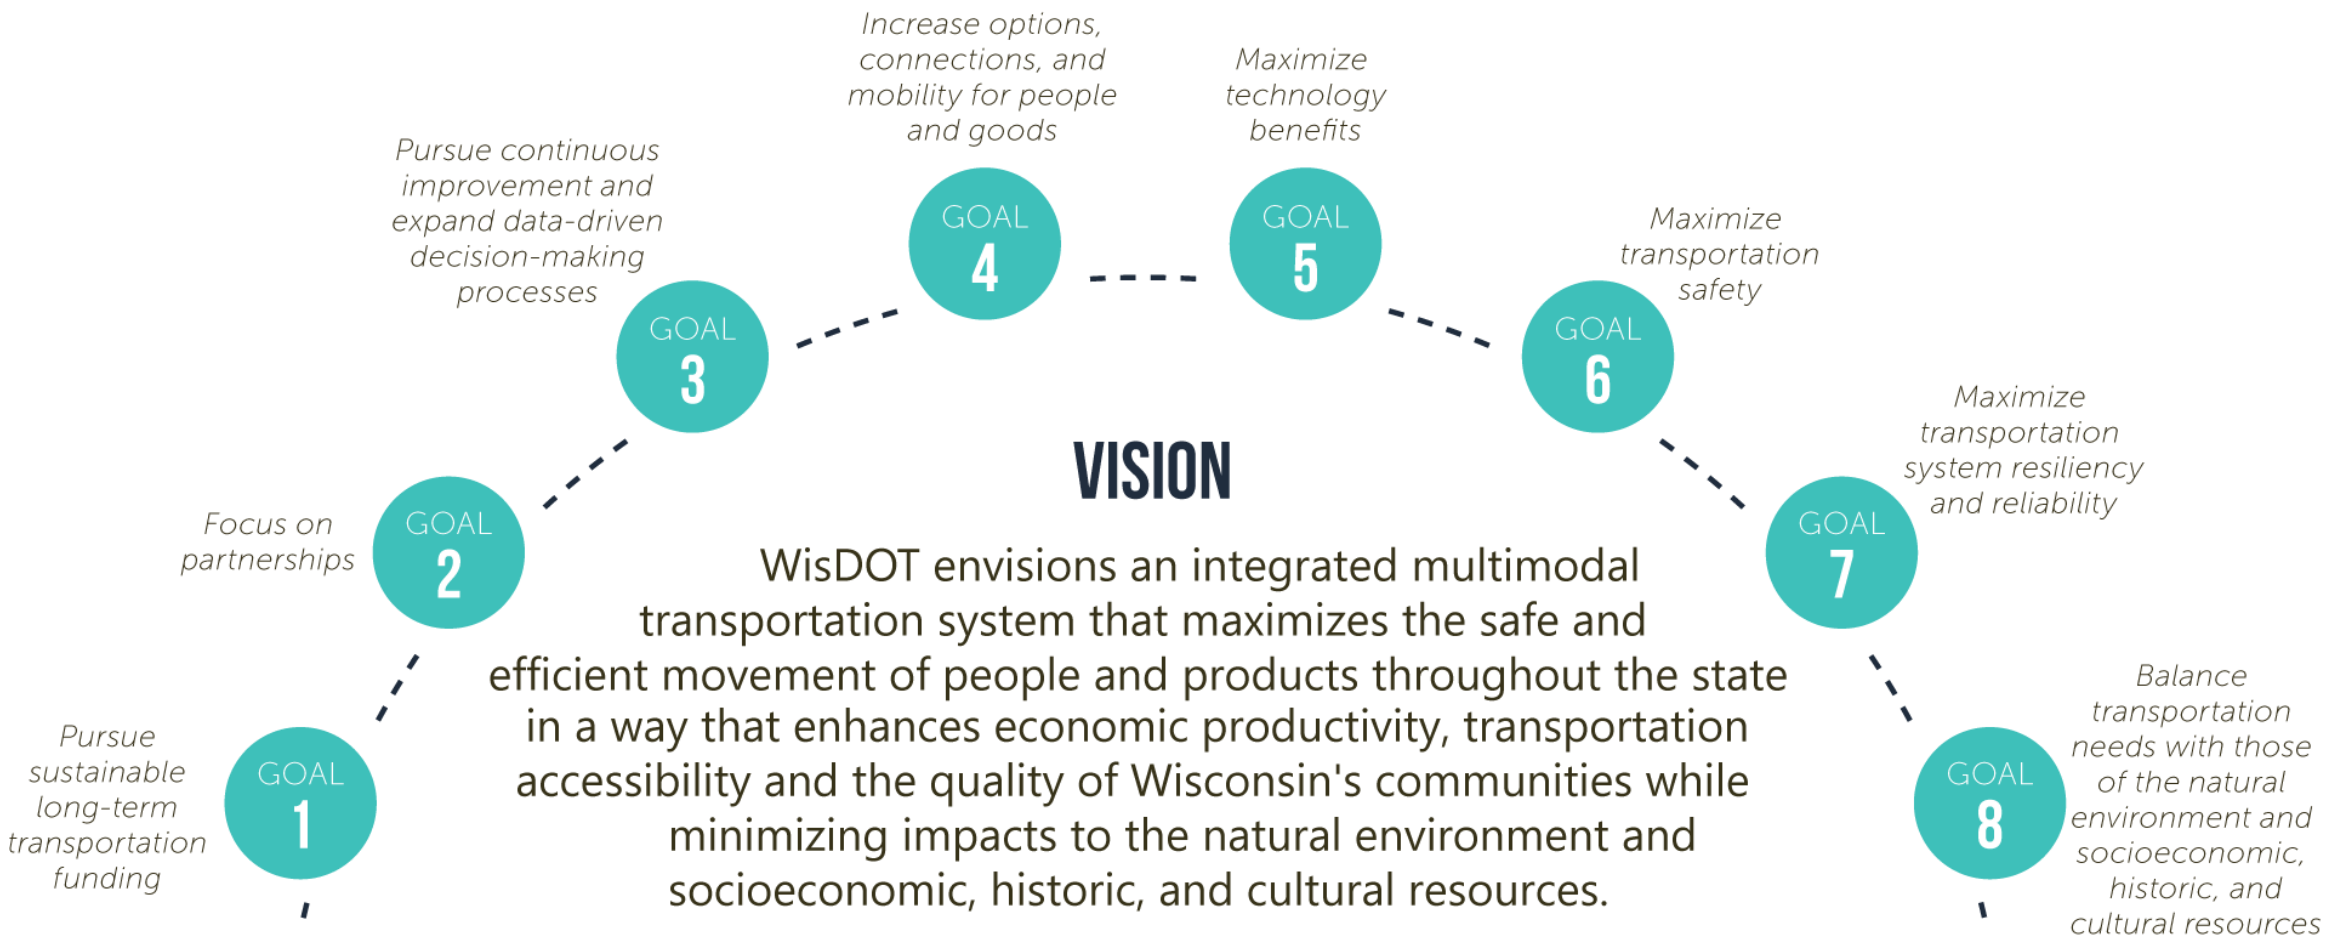 Pursue
sustainable
long-term
transportation
funding
GOAL
1
Focus on
partnerships
GOAL
2
Pursue continuous
improvement and
expand data-driven
decision-making
processes
GOAL
3
Increase options,
connections, and
mobility for people
and goods
GOAL
4
Maximize
technology
benefits
GOAL
5
Maximize
transportation
safety
GOAL
6
Maximize
transportation
system resiliency
and reliability
GOAL
7
Balance
transportation
needs with those
of the natural
environment and
socioeconomic,
historic, and
cultural resources
GOAL
8
VISION
WisDOT envisions an integrated multimodal
transportation system that maximizes the safe and
efficient movement of people and products throughout the state
in a way that enhances economic productivity, transportation
accessibility and the quality of Wisconsin's communities while
minimizing impacts to the natural environment and
socioeconomic, historic, and cultural resources.